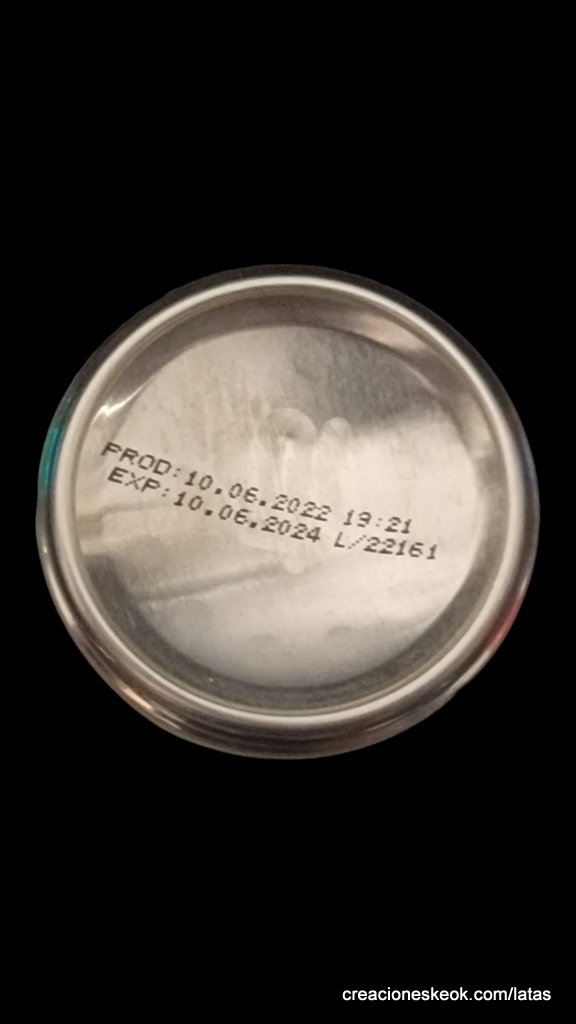 PROD:10.06.2022 19:21
EXP:10.06.2024 L/22161
creacioneskeok.com/latas